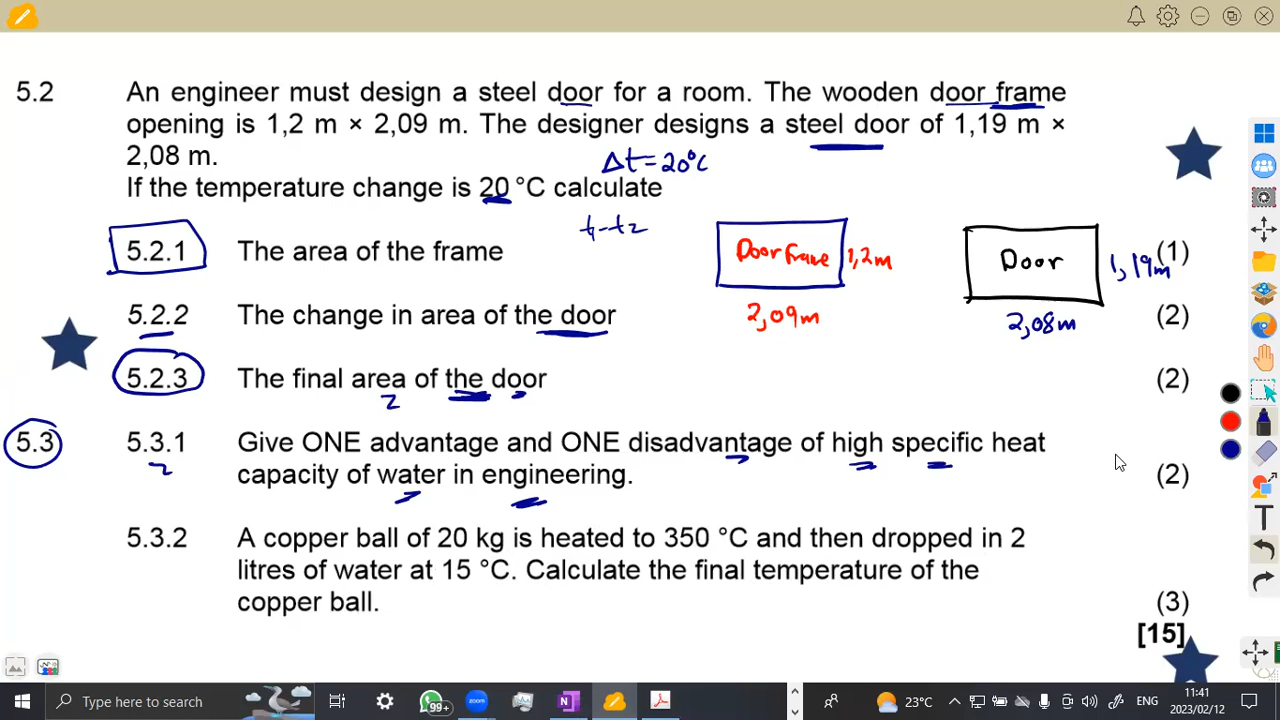 5.2 An engineer must design a steel door for a room. The wooden door frame
opening is 1,2 m × 2,09 m. The designer designs a steel door of 1,19 m ×
2,08 m.
Δt=20°C
If the temperature change is 20 °C calculate
t₁-t₂
5.2.1 The area of the frame (1)
Door frame 1,2m
2,09m
Door 1,19m
2,08m
5.2.2 The change in area of the door (2)
5.2.3 The final area of the door (2)
5.3 5.3.1 Give ONE advantage and ONE disadvantage of high specific heat
capacity of water in engineering. (2)
5.3.2 A copper ball of 20 kg is heated to 350 °C and then dropped in 2
litres of water at 15 °C. Calculate the final temperature of the
copper ball. (3)
[15]
T
Type here to search
99+
zoom
N
23°C
ENG
11:41
2023/02/12